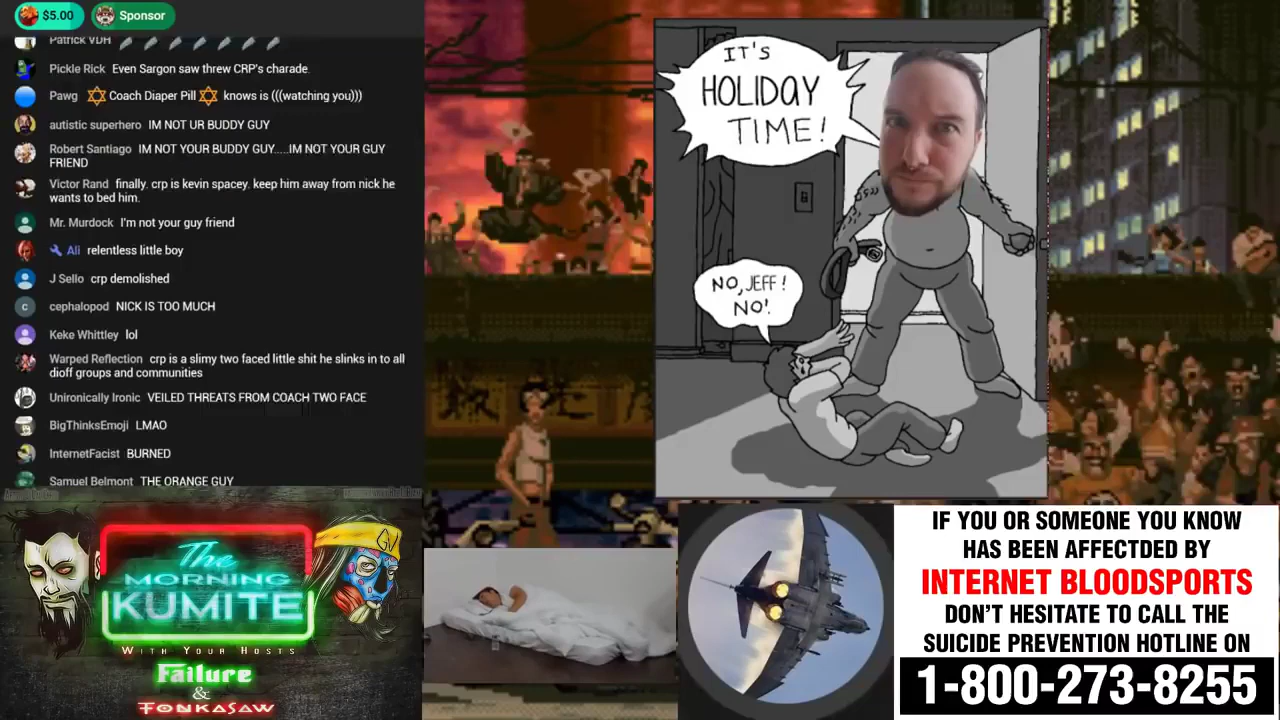 $5.00
Sponsor
Patrick VDH
Pickle Rick Even Sargon saw threw CRP's charade.
Pawg Coach Diaper Pill knows is (((watching you)))
autistic superhero IM NOT UR BUDDY GUY
Robert Demonstrago IM NOT YOUR BUDDY GUY.....IM NOT YOUR GUY
FRIEND
Victor Rand finally. crp is kevin spacey. keep him away from nick he
wants to bed him.
Mr. Murdock I'm not your guy friend
Ali relentless little boy
J Sello crp demolished
c
cephalopod NICK IS TOO MUCH
Keke Whittley lol
Warped Reflection crp is a slimy two faced little shit he slinks in to all
dioff groups and communities
Unironically Ironic VEILED THREATS FROM COACH TWO FACE
BigThinksEmoji LMAO
InternetFacist BURNED
Samuel Belmont THE ORANGE GUY
The
MORNING
KUMITE
WITH YOUR HOSTS
Failure
&
TONKASAW
IT'S
HOLIDAY
TIME!
NO, JEFF!
NO!
IF YOU OR SOMEONE YOU KNOW
HAS BEEN AFFECTDED BY
INTERNET BLOODSPORTS
DON'T HESITATE TO CALL THE
SUICIDE PREVENTION HOTLINE ON
1-800-273-8255